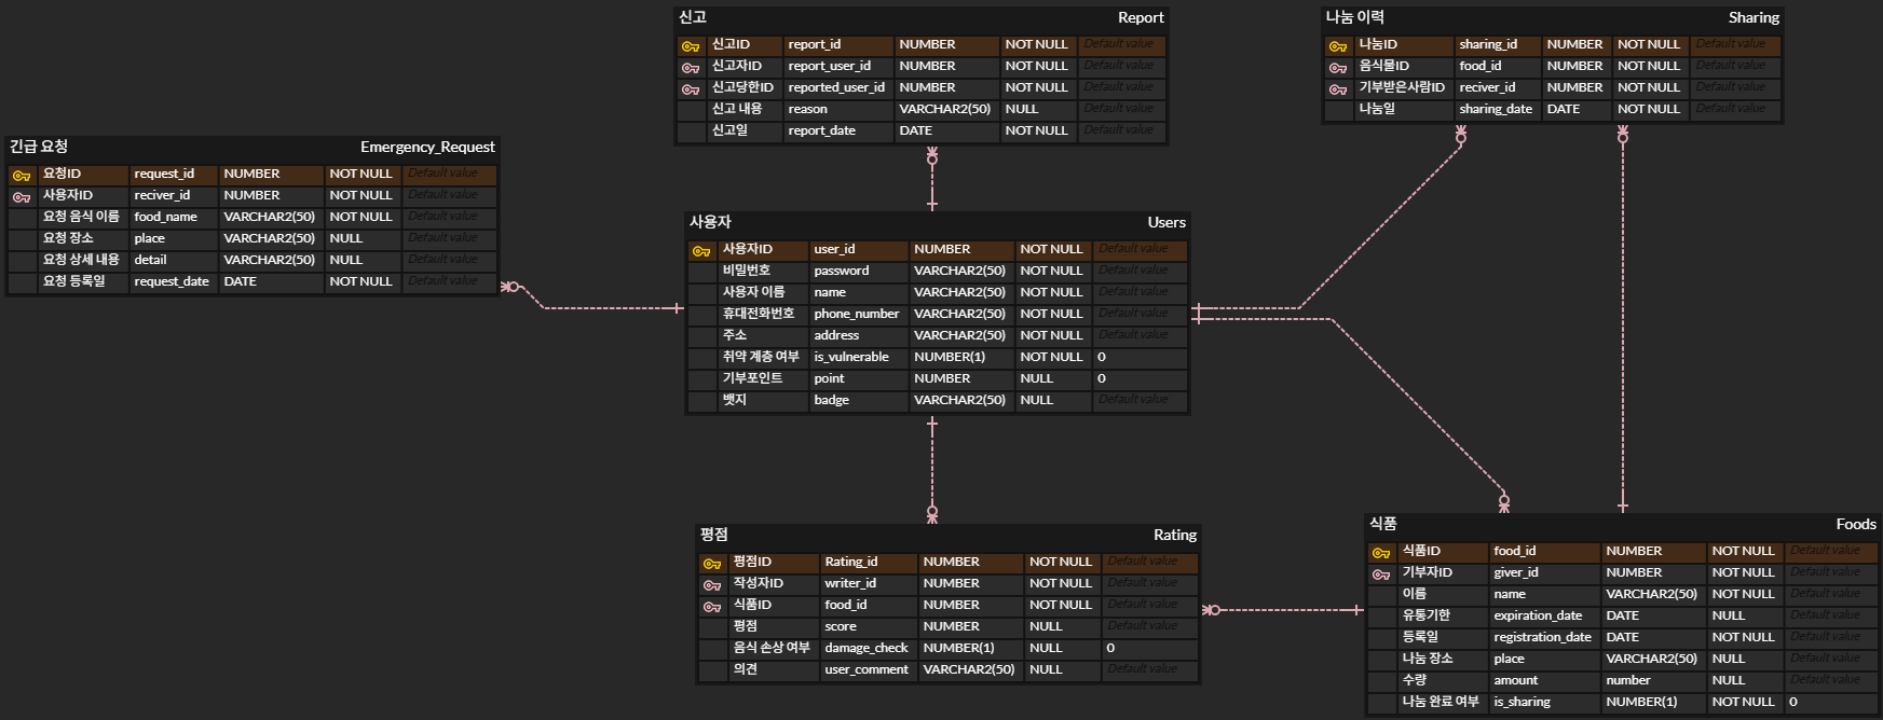 신고 Report
신고ID report_id NUMBER NOT NULL Default value
신고자ID report_user_id NUMBER NOT NULL Default value
신고당한ID reported_user_id NUMBER NOT NULL Default value
신고 내용 reason VARCHAR2(50) NULL Default value
신고일 report_date DATE NOT NULL Default value
나눔 이력 Sharing
나눔ID sharing_id NUMBER NOT NULL Default value
음식물ID food_id NUMBER NOT NULL Default value
기부받은사람ID reciver_id NUMBER NOT NULL Default value
나눔일 sharing_date DATE NOT NULL Default value
긴급 요청 Emergency_Request
요청ID request_id NUMBER NOT NULL Default value
사용자ID reciver_id NUMBER NOT NULL Default value
요청 음식 이름 food_name VARCHAR2(50) NOT NULL Default value
요청 장소 place VARCHAR2(50) NULL Default value
요청 상세 내용 detail VARCHAR2(50) NULL Default value
요청 등록일 request_date DATE NOT NULL Default value
사용자 Users
사용자ID user_id NUMBER NOT NULL Default value
비밀번호 password VARCHAR2(50) NOT NULL Default value
사용자 이름 name VARCHAR2(50) NOT NULL Default value
휴대전화번호 phone_number VARCHAR2(50) NOT NULL Default value
주소 address VARCHAR2(50) NOT NULL Default value
취약 계층 여부 is_vulnerable NUMBER(1) NOT NULL 0
기부포인트 point NUMBER NULL 0
뱃지 badge VARCHAR2(50) NULL Default value
평점 Rating
평점ID Rating_id NUMBER NOT NULL Default value
작성자ID writer_id NUMBER NOT NULL Default value
식품ID food_id NUMBER NOT NULL Default value
평점 score NUMBER NULL Default value
음식 손상 여부 damage_check NUMBER(1) NULL 0
의견 user_comment VARCHAR2(50) NULL Default value
식품 Foods
식품ID food_id NUMBER NOT NULL Default value
기부자ID giver_id NUMBER NOT NULL Default value
이름 name VARCHAR2(50) NOT NULL Default value
유통기한 expiration_date DATE NULL Default value
등록일 registration_date DATE NOT NULL Default value
나눔 장소 place VARCHAR2(50) NULL Default value
수량 amount number NULL Default value
나눔 완료 여부 is_sharing NUMBER(1) NOT NULL 0